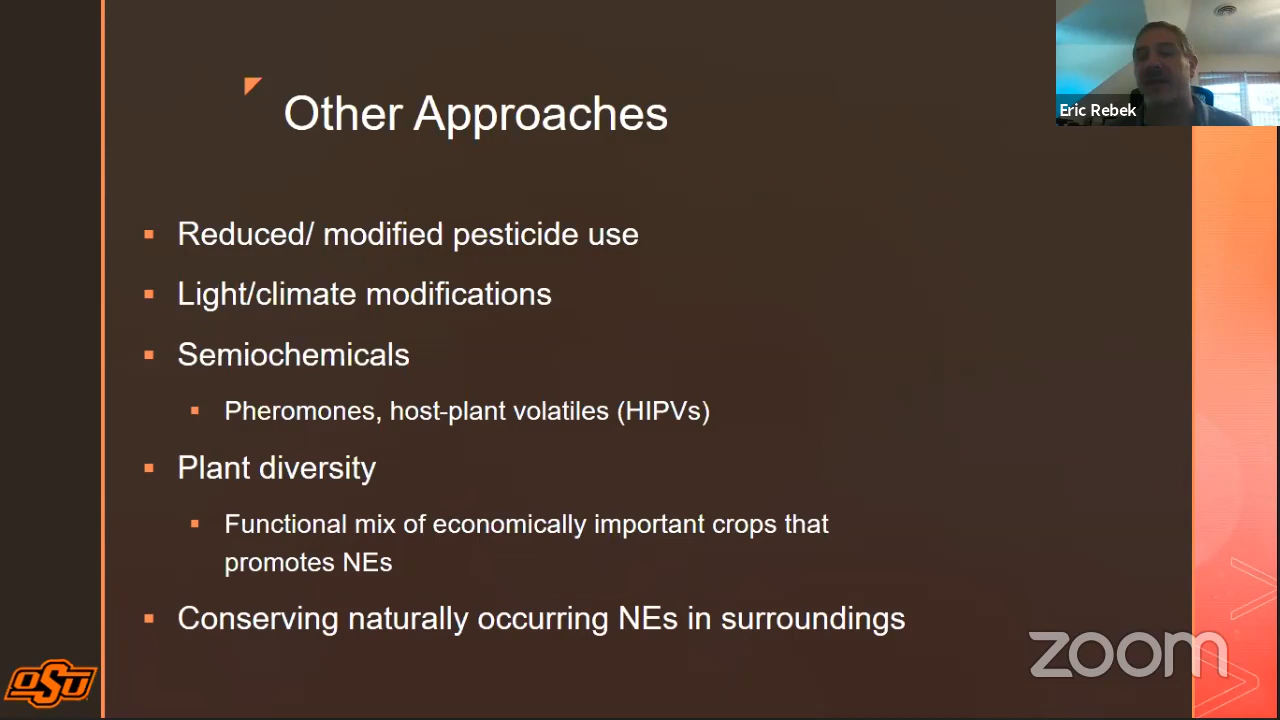 Other Approaches
Eric Rebek
Reduced/ modified pesticide use
Light/climate modifications
Semiochemicals
Pheromones, host-plant volatiles (HIPVs)
Plant diversity
Functional mix of economically important crops that
promotes NEs
Conserving naturally occurring NEs in surroundings
OSU
zoom